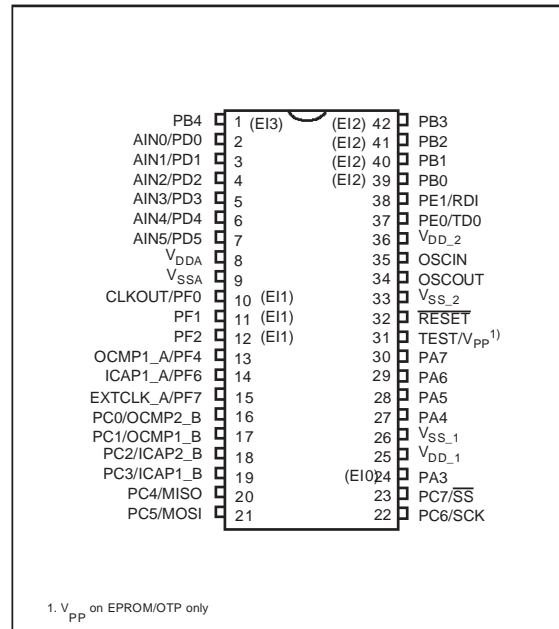 PB4 1 (EI3) (EI2) 42 PB3
AIN0/PD0 2 (EI2) 41 PB2
AIN1/PD1 3 (EI2) 40 PB1
AIN2/PD2 4 (EI2) 39 PB0
AIN3/PD3 5 38 PE1/RDI
AIN4/PD4 6 37 PE0/TD0
AIN5/PD5 7 36 VDD_2
VDDA 8 35 OSCIN
VSSA 9 34 OSCOUT
CLKOUT/PF0 10 (EI1) 33 VSS_2
PF1 11 (EI1) 32 RESET
PF2 12 (EI1) 31 TEST/VPP1)
OCMP1_A/PF4 13 30 PA7
ICAP1_A/PF6 14 29 PA6
EXTCLK_A/PF7 15 28 PA5
PC0/OCMP2_B 16 27 PA4
PC1/OCMP1_B 17 26 VSS_1
PC2/ICAP2_B 18 25 VDD_1
PC3/ICAP1_B 19 (EI0) 24 PA3
PC4/MISO 20 23 PC7/SS
PC5/MOSI 21 22 PC6/SCK
1. VPP on EPROM/OTP only